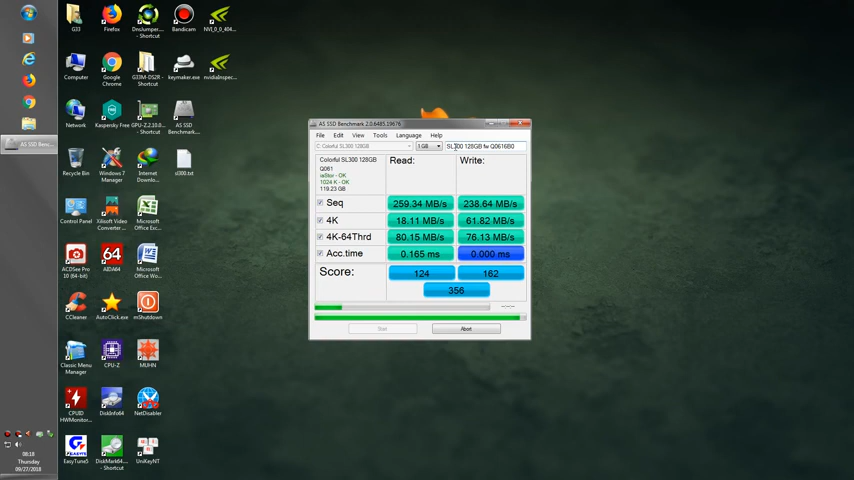 G33
Firefox
DnsJumper.ex
- Shortcut
Bandicam
NVI_0_0_404...
Computer
Google
Chrome
G33M-DS2R -
Shortcut
keymaker.exe
nvidiaInspec...
Network
Kaspersky Free
GPU-Z.2.10.0...
- Shortcut
AS SSD
Benchmark...
Recycle Bin
Windows 7
Manager
Internet
Downlo...
sl300.txt
Control Panel
Xilisoft Video
Converter ...
Microsoft
Exc...
ACDSee Pro
10 (64-bit)
AIDA64
Microsoft
Office Wo...
CCleaner
AutoClick.exe
mShutdown
Classic Menu
Manager
CPU-Z
MUHN
CPUID
HWMonitor...
DiskInfo64
NetDisabler
EasyTune5
DiskMark64...
- Shortcut
UniKeyNT
AS SSD Ben...
08:18
Thursday
09/27/2018
AS SSD Benchmark 2.0.6485.19676
File Edit View Tools Language Help
C: Colorful SL300 128GB
1 GB
SL300 128GB fw Q0616B0
Colorful SL300 128GB
Q061
iaStor - OK
1024 K - OK
119.23 GB
Read: Write:
Seq 259.34 MB/s 238.64 MB/s
4K 18.11 MB/s 61.82 MB/s
4K-64Thrd 80.15 MB/s 76.13 MB/s
Acc.time 0.165 ms 0.000 ms
Score: 124 162
356
--:--:--
Start Abort